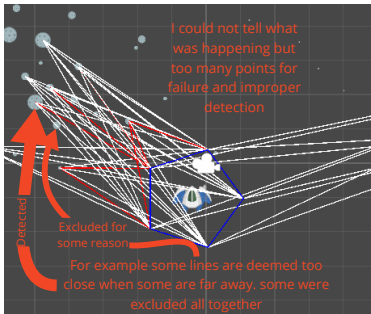 I could not tell what
was happening but
too many points for
failure and improper
detection
Detected
Excluded for
some reason
For example some lines are deemed too
close when some are far away. some were
excluded all together